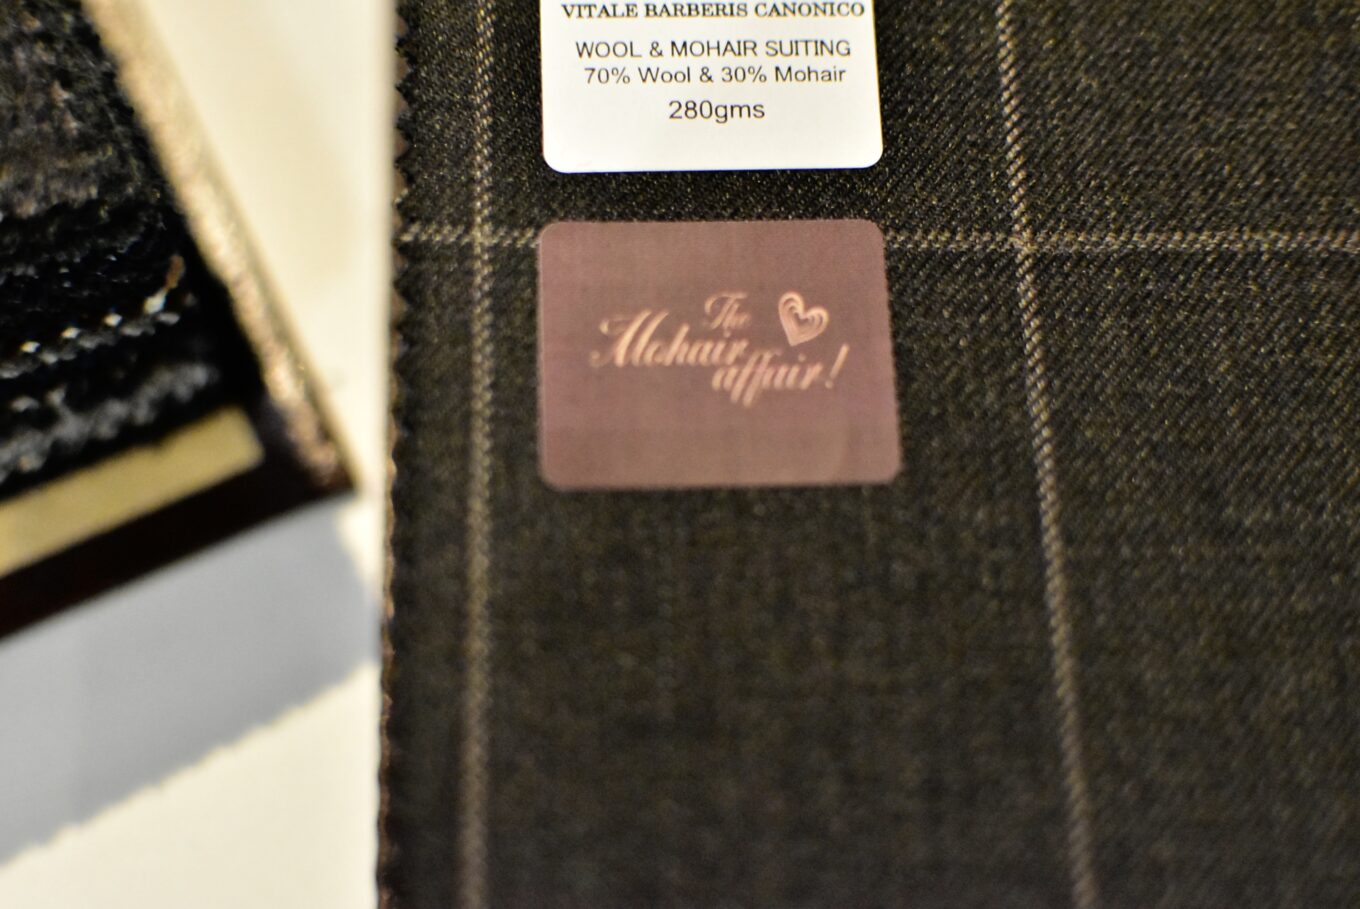 VITALE BARBERIS CANONICO
WOOL & MOHAIR SUITING
70% Wool & 30% Mohair
280gms
The
Mohair
affair!